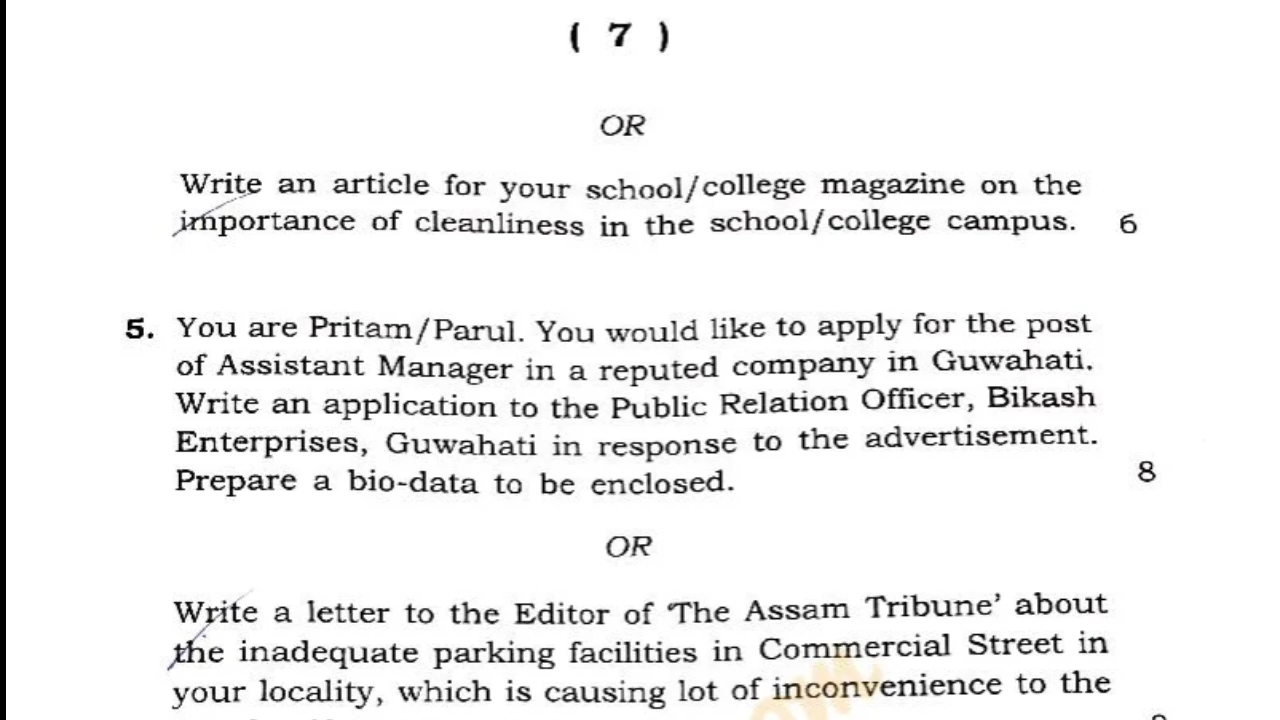 ( 7 )
OR
Write an article for your school/college magazine on the
importance of cleanliness in the school/college campus. 6
5. You are Pritam/Parul. You would like to apply for the post
of Assistant Manager in a reputed company in Guwahati.
Write an application to the Public Relation Officer, Bikash
Enterprises, Guwahati in response to the advertisement.
Prepare a bio-data to be enclosed. 8
OR
Write a letter to the Editor of ‘The Assam Tribune’ about
the inadequate parking facilities in Commercial Street in
your locality, which is causing lot of inconvenience to the